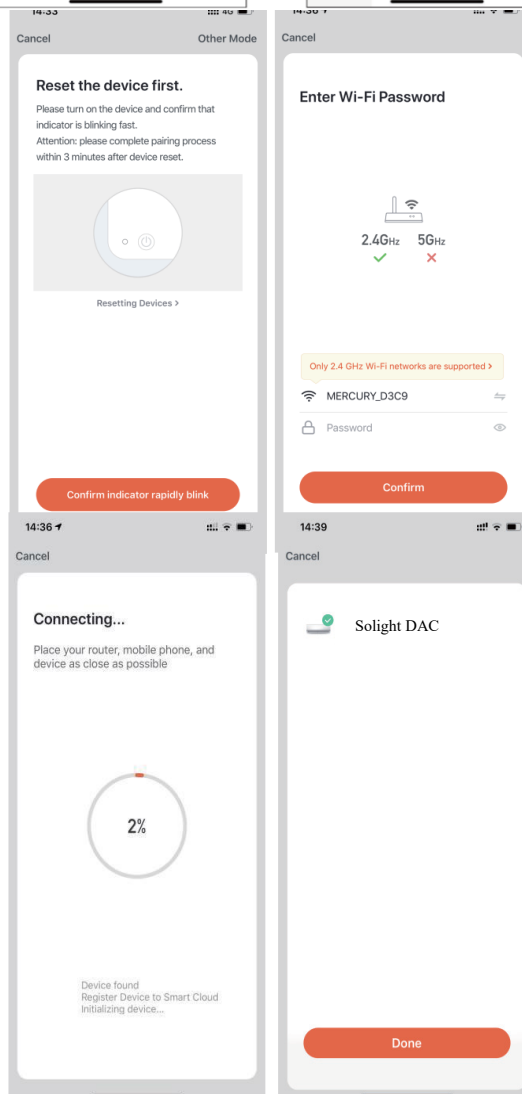 14:33
4G
Cancel
Other Mode
Reset the device first.
Please turn on the device and confirm that
indicator is blinking fast.
Attention: please complete pairing process
within 3 minutes after device reset.
Resetting Devices >
Confirm indicator rapidly blink
14:36
Cancel
Enter Wi-Fi Password
2.4GHz
5GHz
Only 2.4 GHz Wi-Fi networks are supported >
MERCURY_D3C9
Password
Confirm
14:36
Cancel
Connecting...
Place your router, mobile phone, and
device as close as possible
2%
Device found
Register Device to Smart Cloud
Initializing device...
14:39
Cancel
Solight DAC
Done